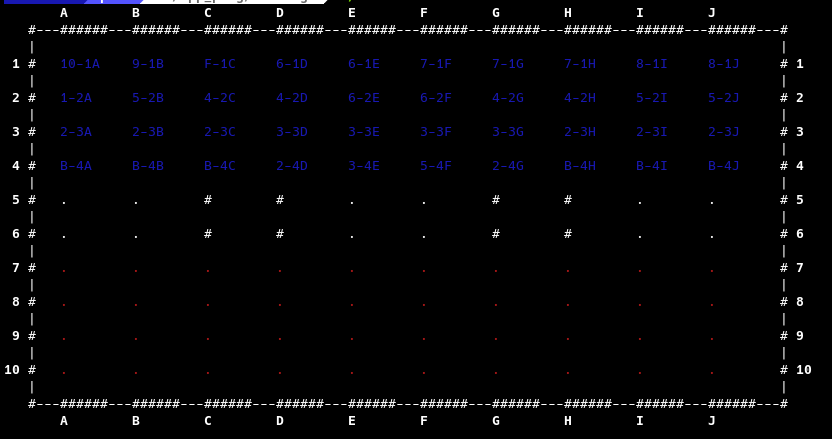 A B C D E F G H I J
#---######---######---######---######---######---######---######---######---######---######---#
| |
1 # 10-1A 9-1B F-1C 6-1D 6-1E 7-1F 7-1G 7-1H 8-1I 8-1J # 1
| |
2 # 1-2A 5-2B 4-2C 4-2D 6-2E 6-2F 4-2G 4-2H 5-2I 5-2J # 2
| |
3 # 2-3A 2-3B 2-3C 3-3D 3-3E 3-3F 3-3G 2-3H 2-3I 2-3J # 3
| |
4 # B-4A B-4B B-4C 2-4D 3-4E 5-4F 2-4G B-4H B-4I B-4J # 4
| |
5 # . . # # . . # # . . # 5
| |
6 # . . # # . . # # . . # 6
| |
7 # . . . . . . . . . . # 7
| |
8 # . . . . . . . . . . # 8
| |
9 # . . . . . . . . . . # 9
| |
10 # . . . . . . . . . . # 10
| |
#---######---######---######---######---######---######---######---######---######---######---#
A B C D E F G H I J